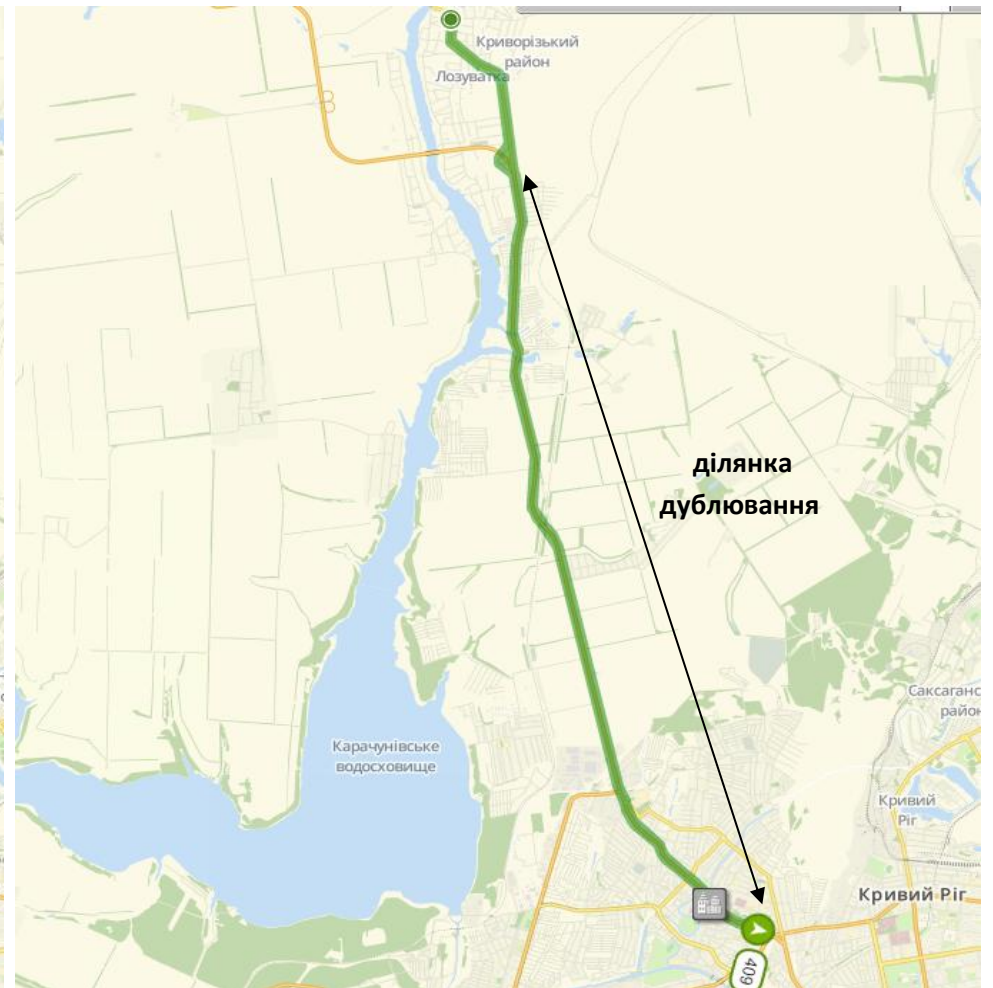 Криворізький
район
Лозуватка
ділянка
дублювання
Саксаганс
район
Карачунівське
водосховище
Кривий
Ріг
Кривий Ріг
409